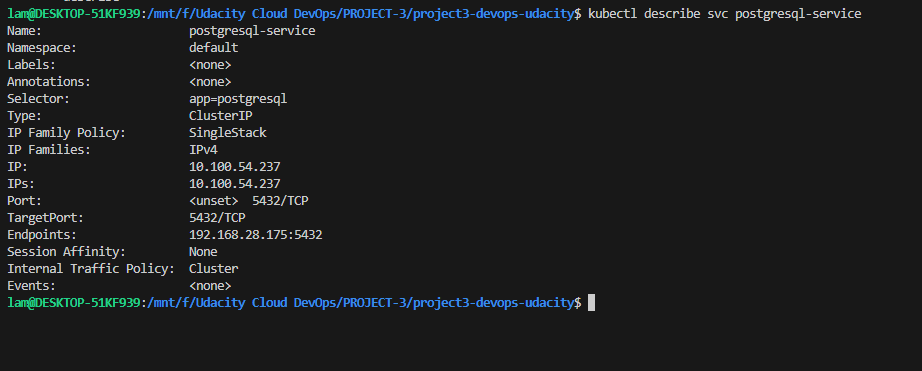 lam@DESKTOP-51KF939:/mnt/f/Udacity Cloud DevOps/PROJECT-3/project3-devops-udacity$ kubectl describe svc postgresql-service
Name:                     postgresql-service
Namespace:                default
Labels:                   <none>
Annotations:              <none>
Selector:                 app=postgresql
Type:                     ClusterIP
IP Family Policy:         SingleStack
IP Families:              IPv4
IP:                       10.100.54.237
IPs:                      10.100.54.237
Port:                     <unset>  5432/TCP
TargetPort:               5432/TCP
Endpoints:                192.168.28.175:5432
Session Affinity:         None
Internal Traffic Policy:  Cluster
Events:                   <none>
lam@DESKTOP-51KF939:/mnt/f/Udacity Cloud DevOps/PROJECT-3/project3-devops-udacity$